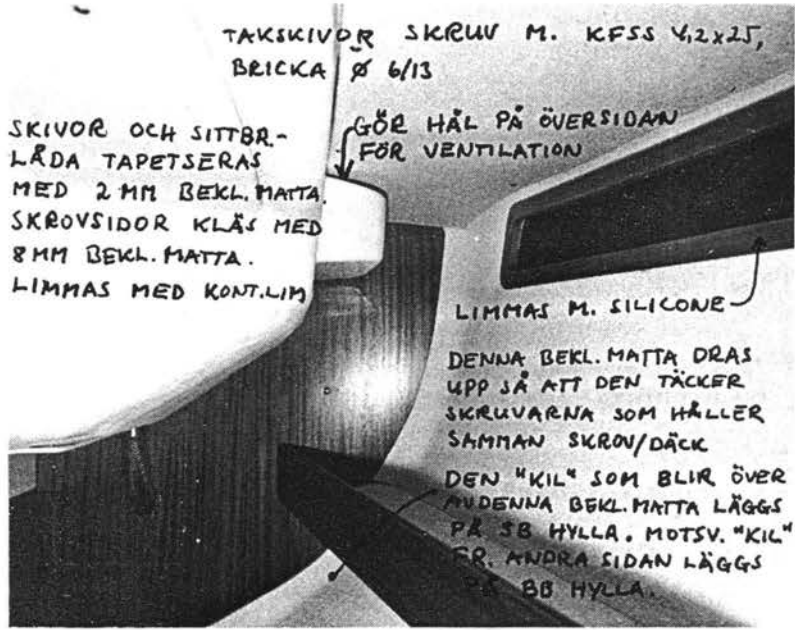 TAKSKIVOR SKRUV M. KFSS 4,2x25,
BRICKA Ø 6/13
SKIVOR OCH SITTBR.-
LÅDA TAPETSERAS
MED 2 MM BEKL. MATTA.
SKROVSIDOR KLÄS MED
8 MM BEKL. MATTA.
LIMMAS MED KONT.LIM
GÖR HÅL PÅ ÖVERSIDAN
FÖR VENTILATION
LIMMAS M. SILICONE
DENNA BEKL. MATTA DRAS
UPP SÅ ATT DEN TÄCKER
SKRUVARNA SOM HÅLLER
SAMMAN SKROV/DÄCK
DEN "KIL" SOM BLIR ÖVER
AVDENNA BEKL. MATTA LÄGGS
PÅ SB HYLLA. MOTSV. "KIL"
FR. ANDRA SIDAN LÄGGS
PÅ BB HYLLA.